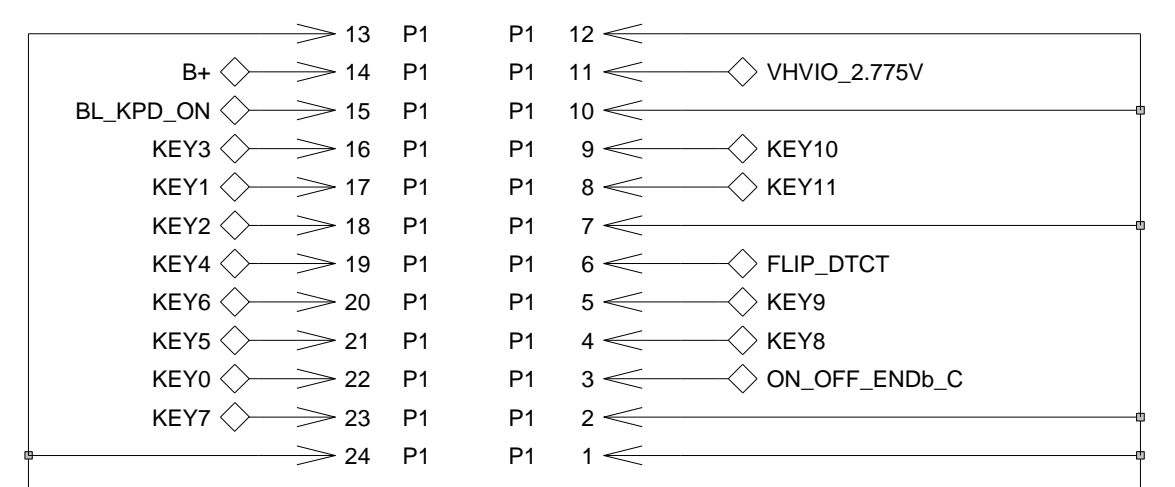 13 P1 P1 12
B+ 14 P1 P1 11 VHVIO_2.775V
BL_KPD_ON 15 P1 P1 10
KEY3 16 P1 P1 9 KEY10
KEY1 17 P1 P1 8 KEY11
KEY2 18 P1 P1 7
KEY4 19 P1 P1 6 FLIP_DTCT
KEY6 20 P1 P1 5 KEY9
KEY5 21 P1 P1 4 KEY8
KEY0 22 P1 P1 3 ON_OFF_ENDb_C
KEY7 23 P1 P1 2
24 P1 P1 1